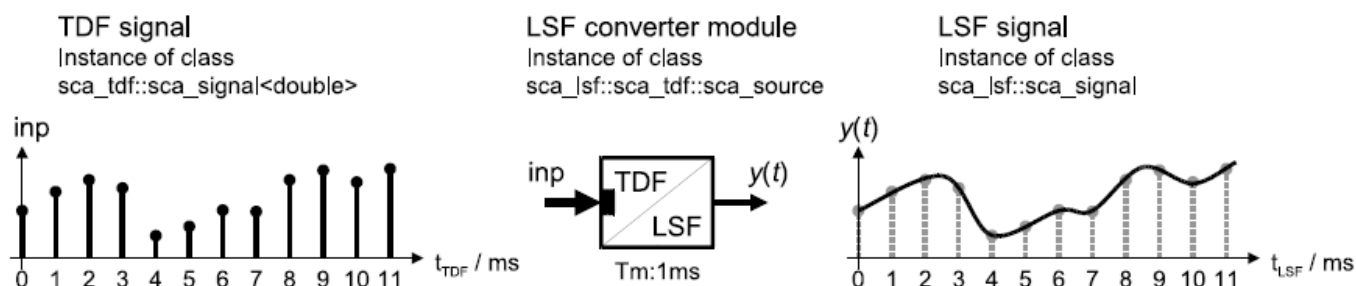 TDF signal
Instance of class
sca_tdf::sca_signal<double>
inp
0 1 2 3 4 5 6 7 8 9 10 11
tTDF / ms
LSF converter module
Instance of class
sca_lsf::sca_tdf::sca_source
inp
TDF
LSF
y(t)
Tm:1ms
LSF signal
Instance of class
sca_lsf::sca_signal
y(t)
0 1 2 3 4 5 6 7 8 9 10 11
tLSF / ms